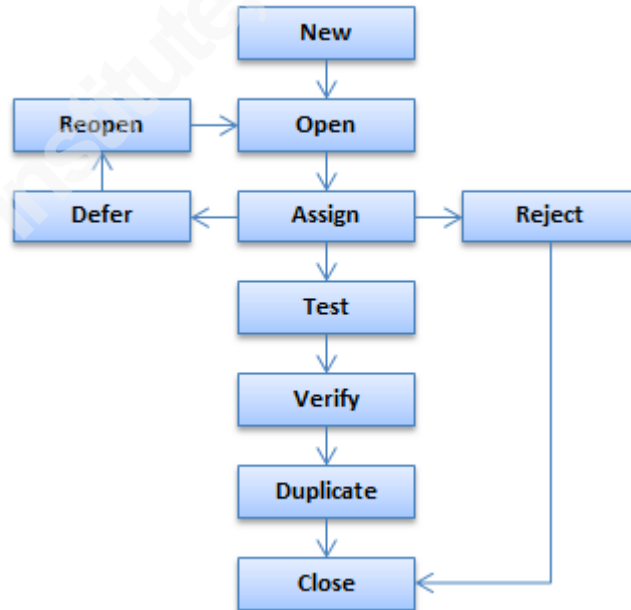 New
Reopen
Open
Defer
Assign
Reject
Test
Verify
Duplicate
Close